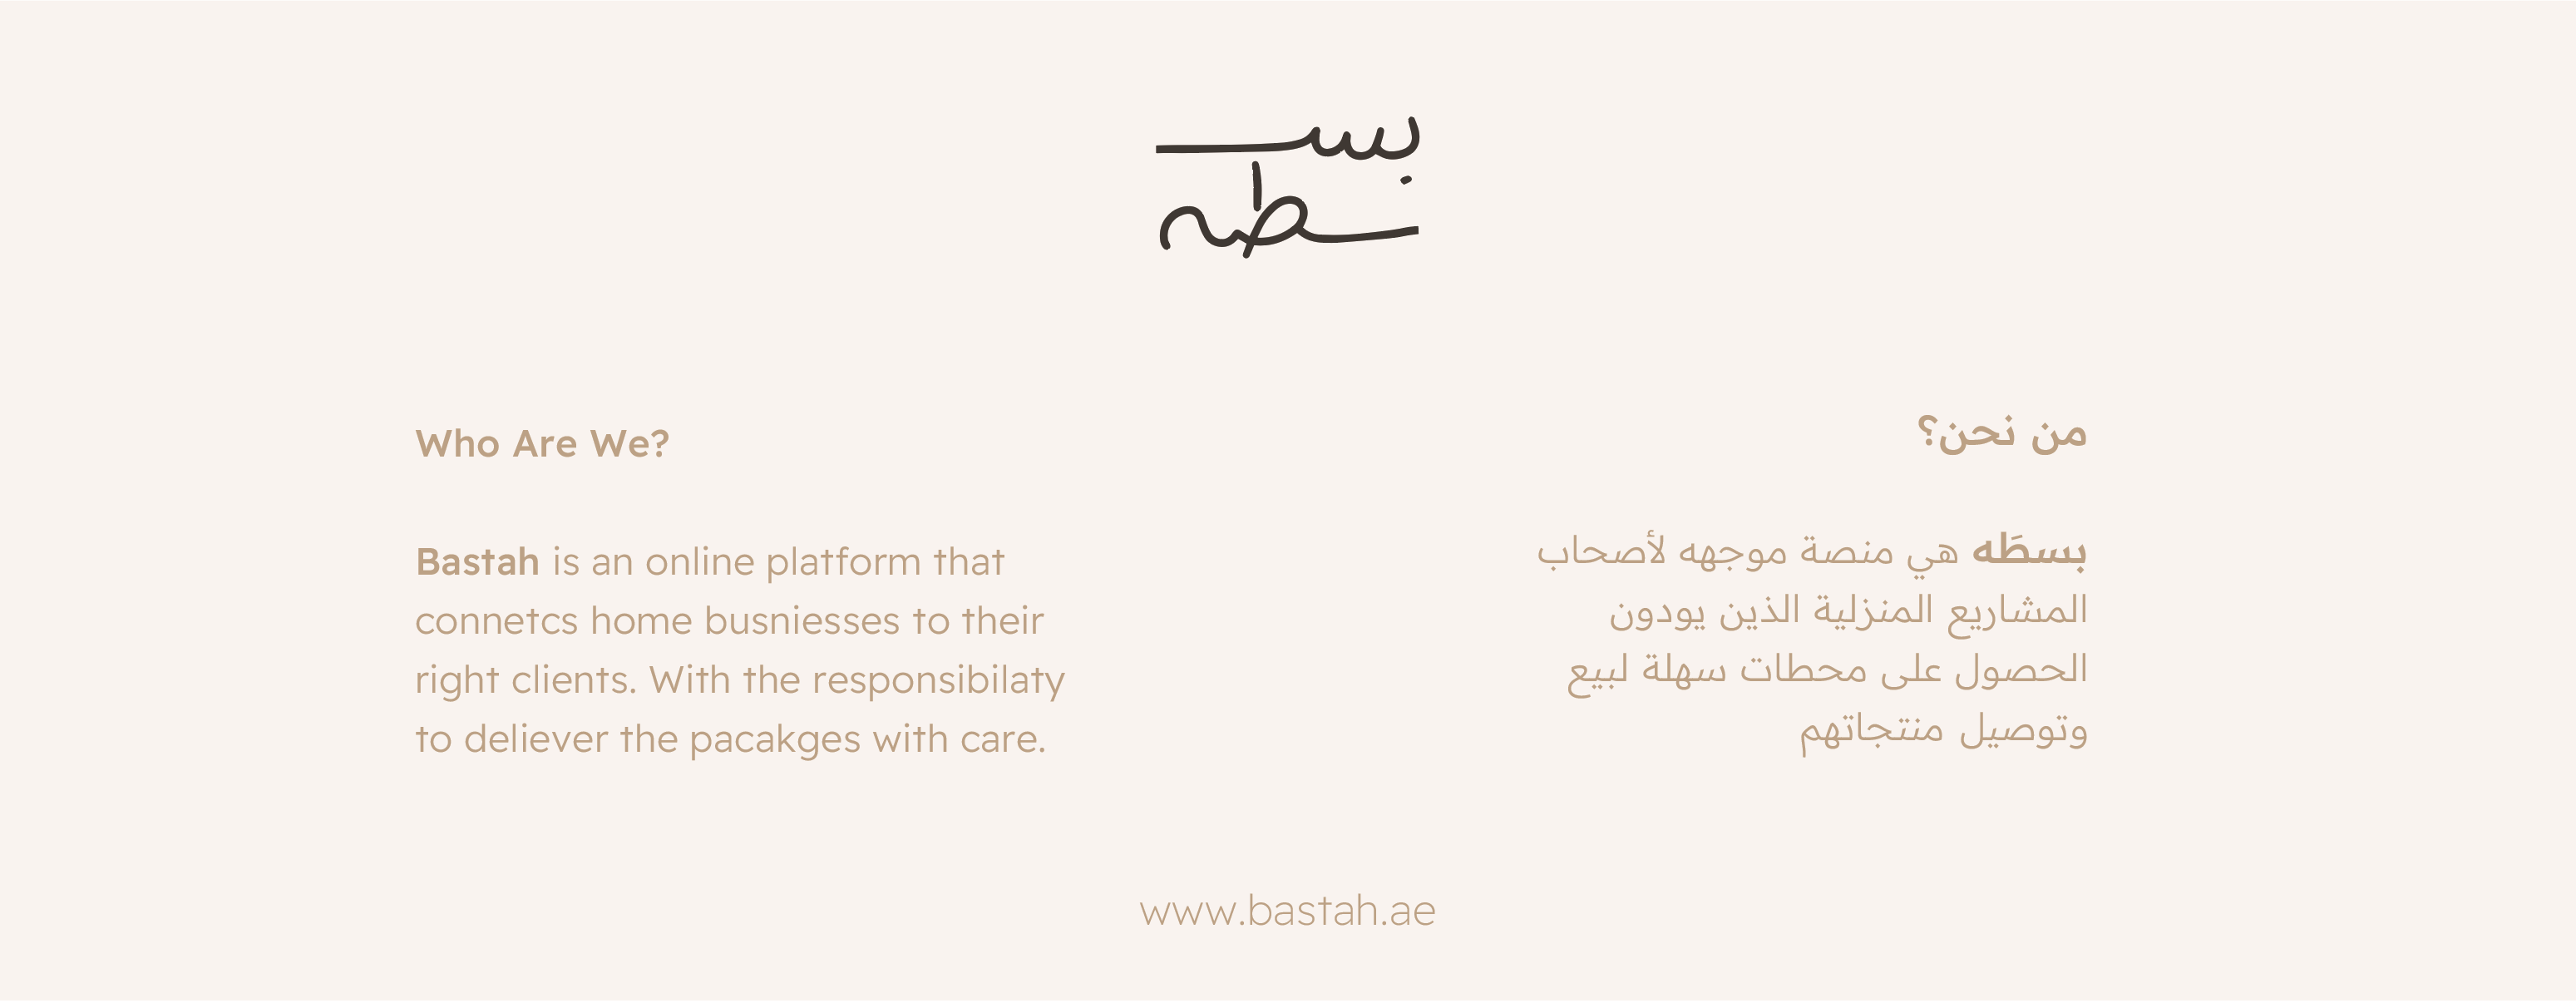 بسـ
ـسطه
Who Are We?
Bastah is an online platform that
connetcs home busniesses to their
right clients. With the responsibilaty
to deliever the pacakges with care.
من نحن؟
بسطَه هي منصة موجهه لأصحاب
المشاريع المنزلية الذين يودون
الحصول على محطات سهلة لبيع
وتوصيل منتجاتهم
www.bastah.ae